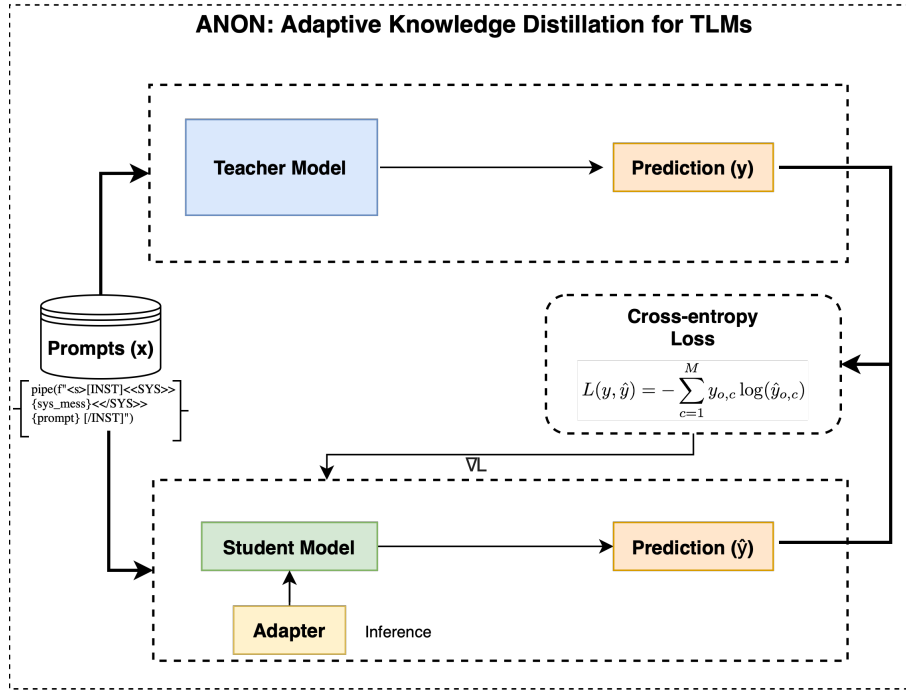 ANON: Adaptive Knowledge Distillation for TLMs
Teacher Model
Prediction (y)
Prompts (x)
pipe(f"<s>[INST]<<SYS>>
{sys_mess}<</SYS>>
{prompt} [/INST]")
Cross-entropy
Loss
L(y, ŷ) = − ∑_{c=1}^{M} y_{o,c} log(ŷ_{o,c})
∇L
Student Model
Prediction (ŷ)
Adapter
Inference